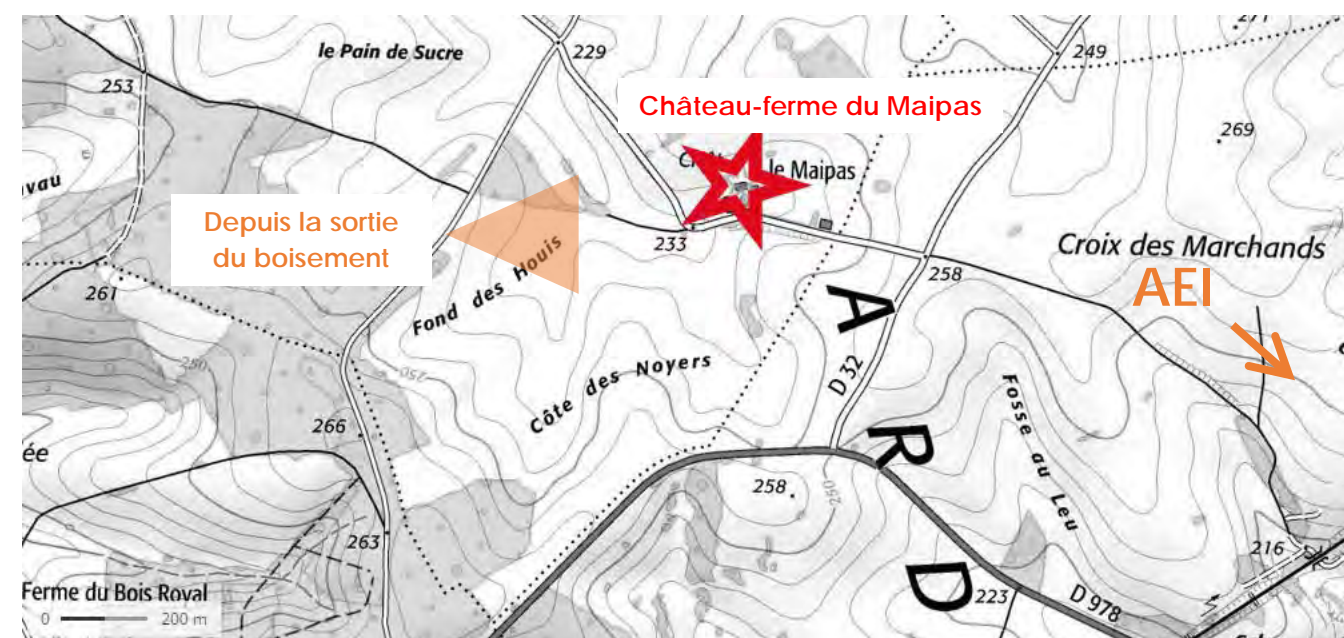 271
le Pain de Sucre
229
249
253
Château-ferme du Maipas
269
le Maipas
Depuis la sortie
du boisement
233
Croix des Marchands
258
AEI
261
Fond des Houis
A
D 32
250
250
Côte des Noyers
Fosse au Leu
266
R
ée
258
250
263
216
Ferme du Bois Royal
D
223
D 978
0 200 m